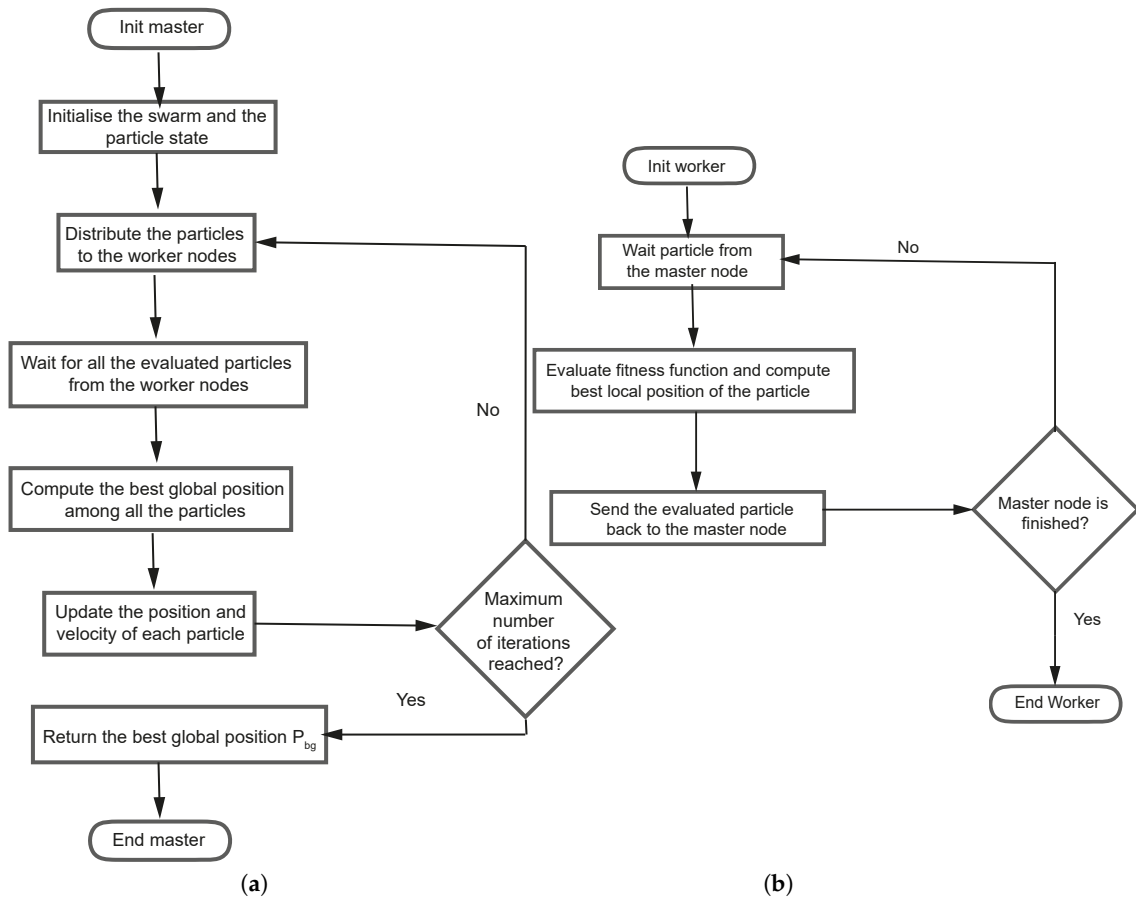 Init master
Initialise the swarm and the
particle state
Distribute the particles
to the worker nodes
Wait for all the evaluated particles
from the worker nodes
Compute the best global position
among all the particles
Update the position and
velocity of each particle
Maximum
number
of iterations
reached?
No
Yes
Return the best global position P_bg
End master
(a)
Init worker
Wait particle from
the master node
Evaluate fitness function and compute
best local position of the particle
Send the evaluated particle
back to the master node
Master node is
finished?
No
Yes
End Worker
(b)